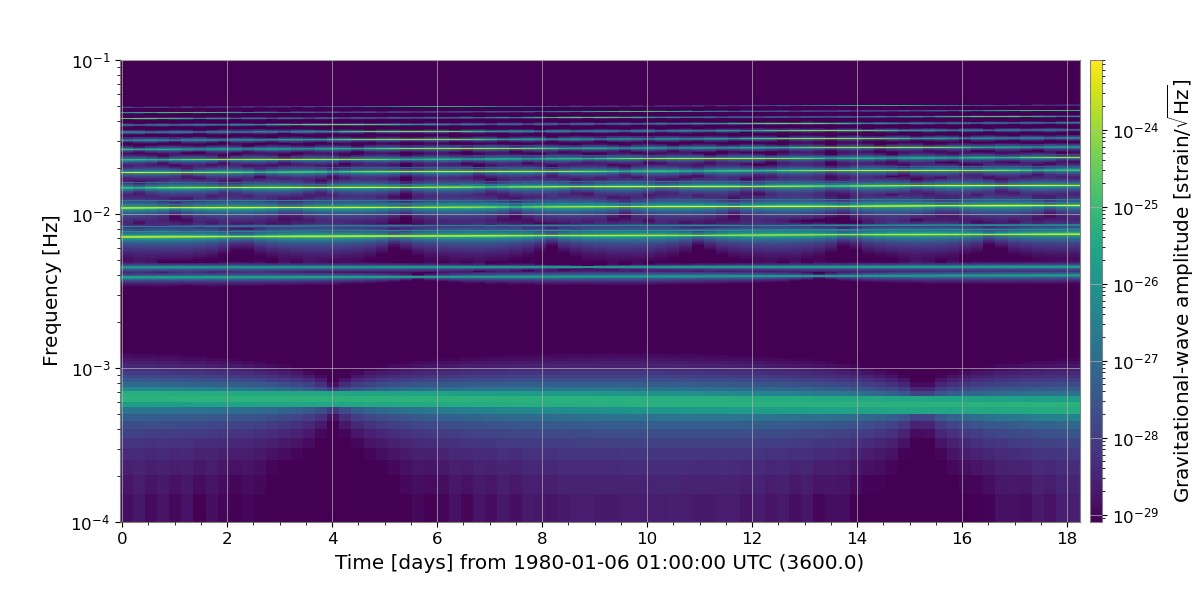 10⁻¹
10⁻²
10⁻³
10⁻⁴
Frequency [Hz]
0 2 4 6 8 10 12 14 16 18
Time [days] from 1980-01-06 01:00:00 UTC (3600.0)
10⁻²⁴
10⁻²⁵
10⁻²⁶
10⁻²⁷
10⁻²⁸
10⁻²⁹
Gravitational-wave amplitude [strain/√Hz]